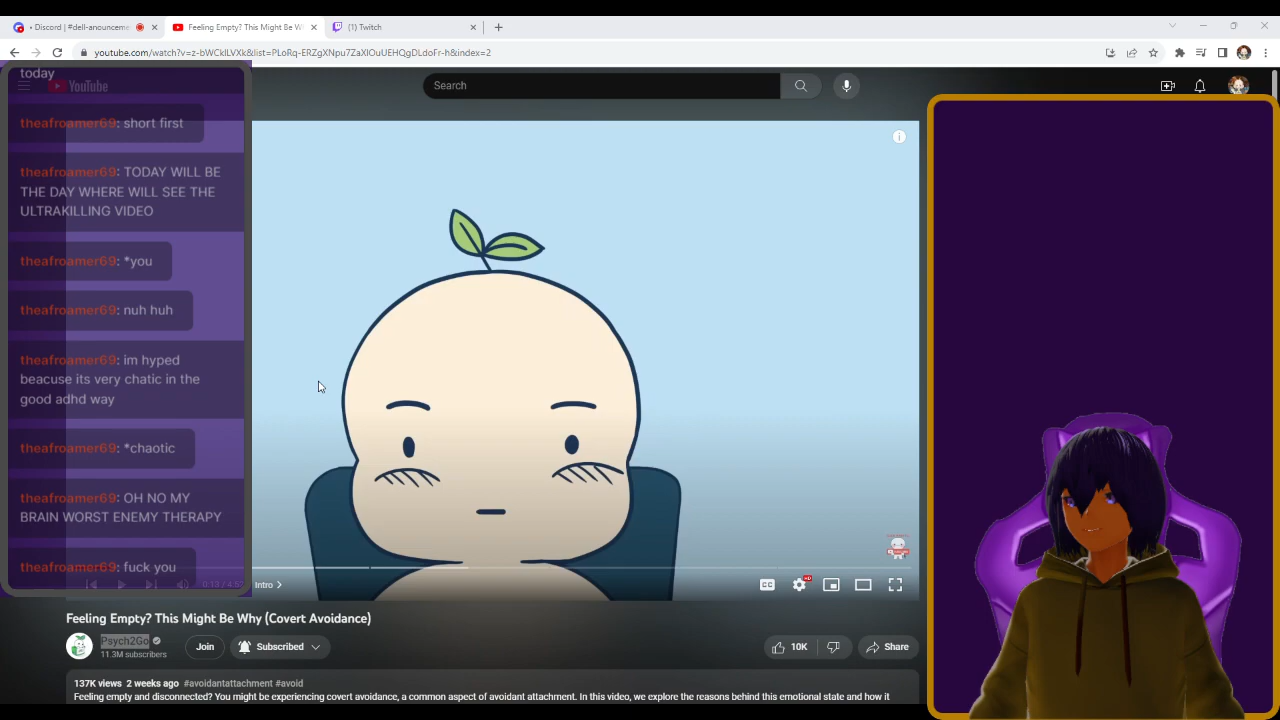 Discord | #dell-anounceme
Feeling Empty? This Might Be Wh
(1) Twitch
youtube.com/watch?v=z-bWCklLVXk&list=PLoRq-ERZgXNpu7ZaXlOuUEHQgDLdoFr-h&index=2
today
YouTube
Search
theafroamer69: short first
theafroamer69: TODAY WILL BE
THE DAY WHERE WILL SEE THE
ULTRAKILLING VIDEO
theafroamer69: *you
theafroamer69: nuh huh
theafroamer69: im hyped
beacuse its very chatic in the
good adhd way
theafroamer69: *chaotic
theafroamer69: OH NO MY
BRAIN WORST ENEMY THERAPY
theafroamer69: fuck you
Intro
CC
HD
Feeling Empty? This Might Be Why (Covert Avoidance)
Psych2Go
11.3M subscribers
Join
Subscribed
10K
Share
137K views 2 weeks ago #avoidantattachment #avoid
Feeling empty and disconnected? You might be experiencing covert avoidance, a common aspect of avoidant attachment. In this video, we explore the reasons behind this emotional state and how it